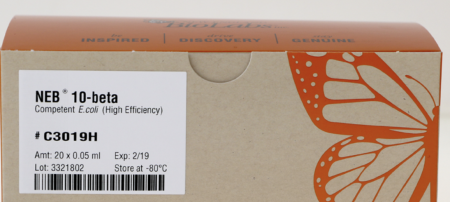 BioLabs
INSPIRED | DISCOVERY | GENUINE
NEB® 10-beta
Competent E.coli (High Efficiency)
# C3019H
Amt: 20 x 0.05 ml Exp: 2/19
Lot: 3321802 Store at -80°C